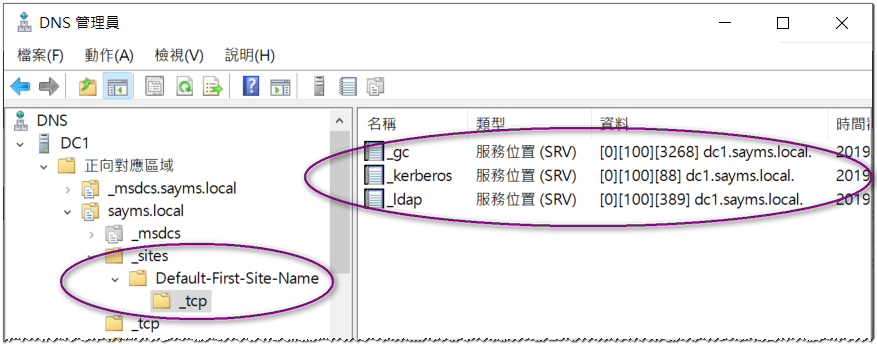 DNS 管理員
檔案(F) 動作(A) 檢視(V) 說明(H)
DNS
DC1
正向對應區域
_msdcs.sayms.local
sayms.local
_msdcs
_sites
Default-First-Site-Name
_tcp
_tcp
名稱 類型 資料
_gc 服務位置 (SRV) [0][100][3268] dc1.sayms.local. 2019
_kerberos 服務位置 (SRV) [0][100][88] dc1.sayms.local. 2019
_ldap 服務位置 (SRV) [0][100][389] dc1.sayms.local. 2019